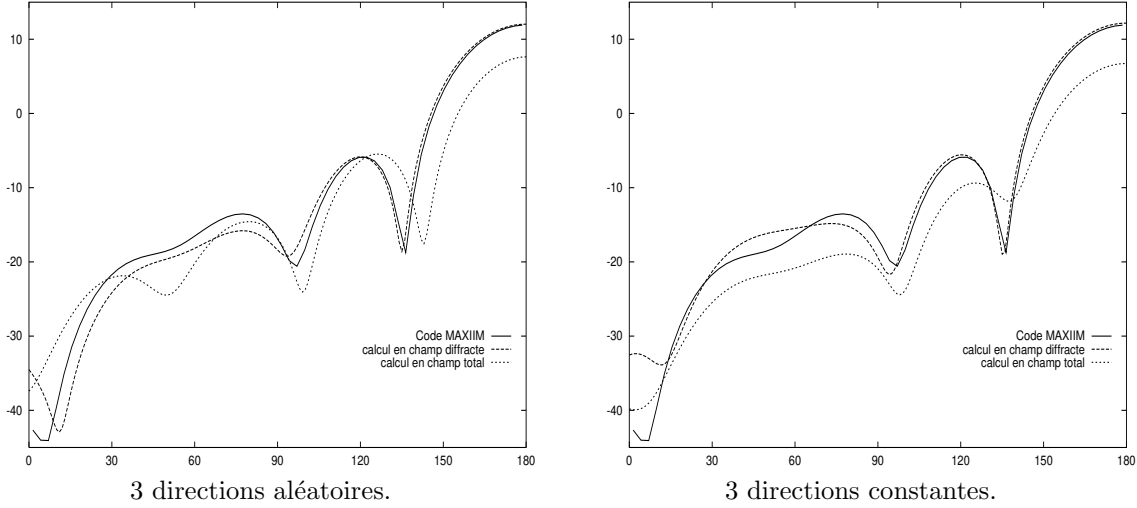 10
0
-10
-20
-30
-40
0 30 60 90 120 150 180
Code MAXIIM
calcul en champ diffracte
calcul en champ total
3 directions aléatoires.
10
0
-10
-20
-30
-40
0 30 60 90 120 150 180
Code MAXIIM
calcul en champ diffracte
calcul en champ total
3 directions constantes.